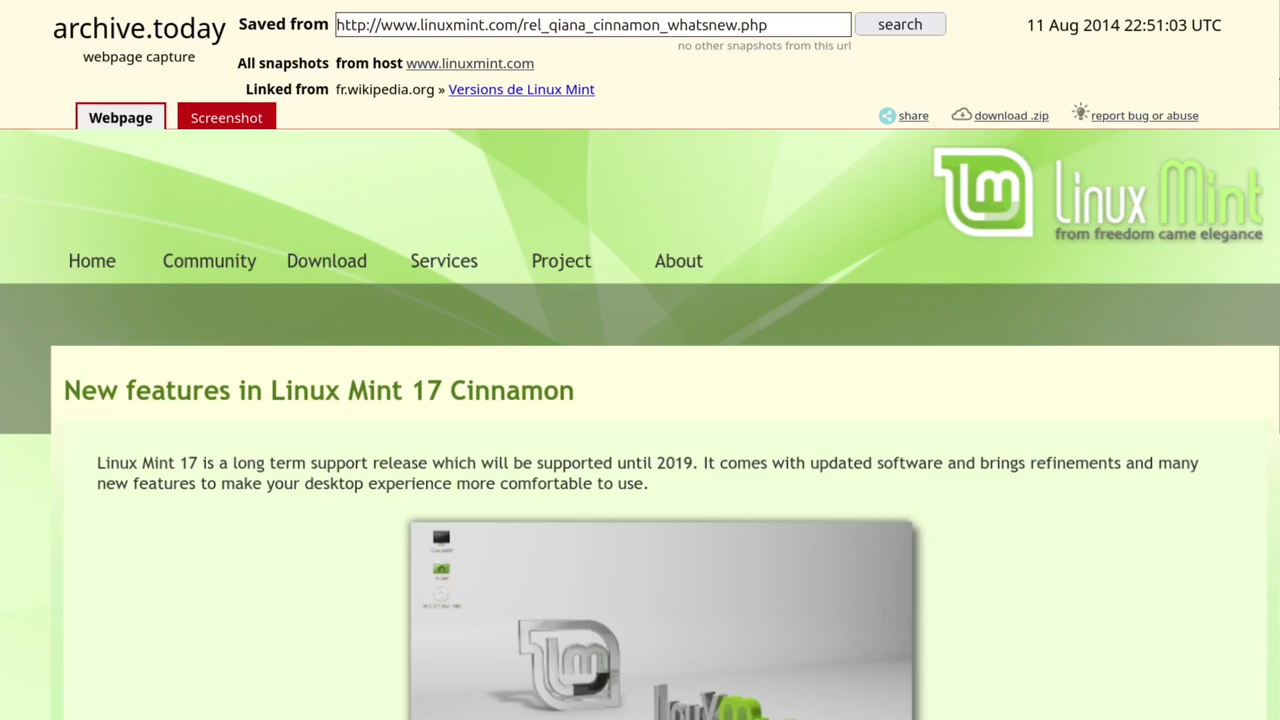 archive.today
webpage capture
Saved from http://www.linuxmint.com/rel_qiana_cinnamon_whatsnew.php search 11 Aug 2014 22:51:03 UTC
no other snapshots from this url
All snapshots from host www.linuxmint.com
Linked from fr.wikipedia.org » Versions de Linux Mint
Webpage Screenshot share download .zip report bug or abuse
Linux Mint
from freedom came elegance
Home Community Download Services Project About
New features in Linux Mint 17 Cinnamon
Linux Mint 17 is a long term support release which will be supported until 2019. It comes with updated software and brings refinements and many
new features to make your desktop experience more comfortable to use.